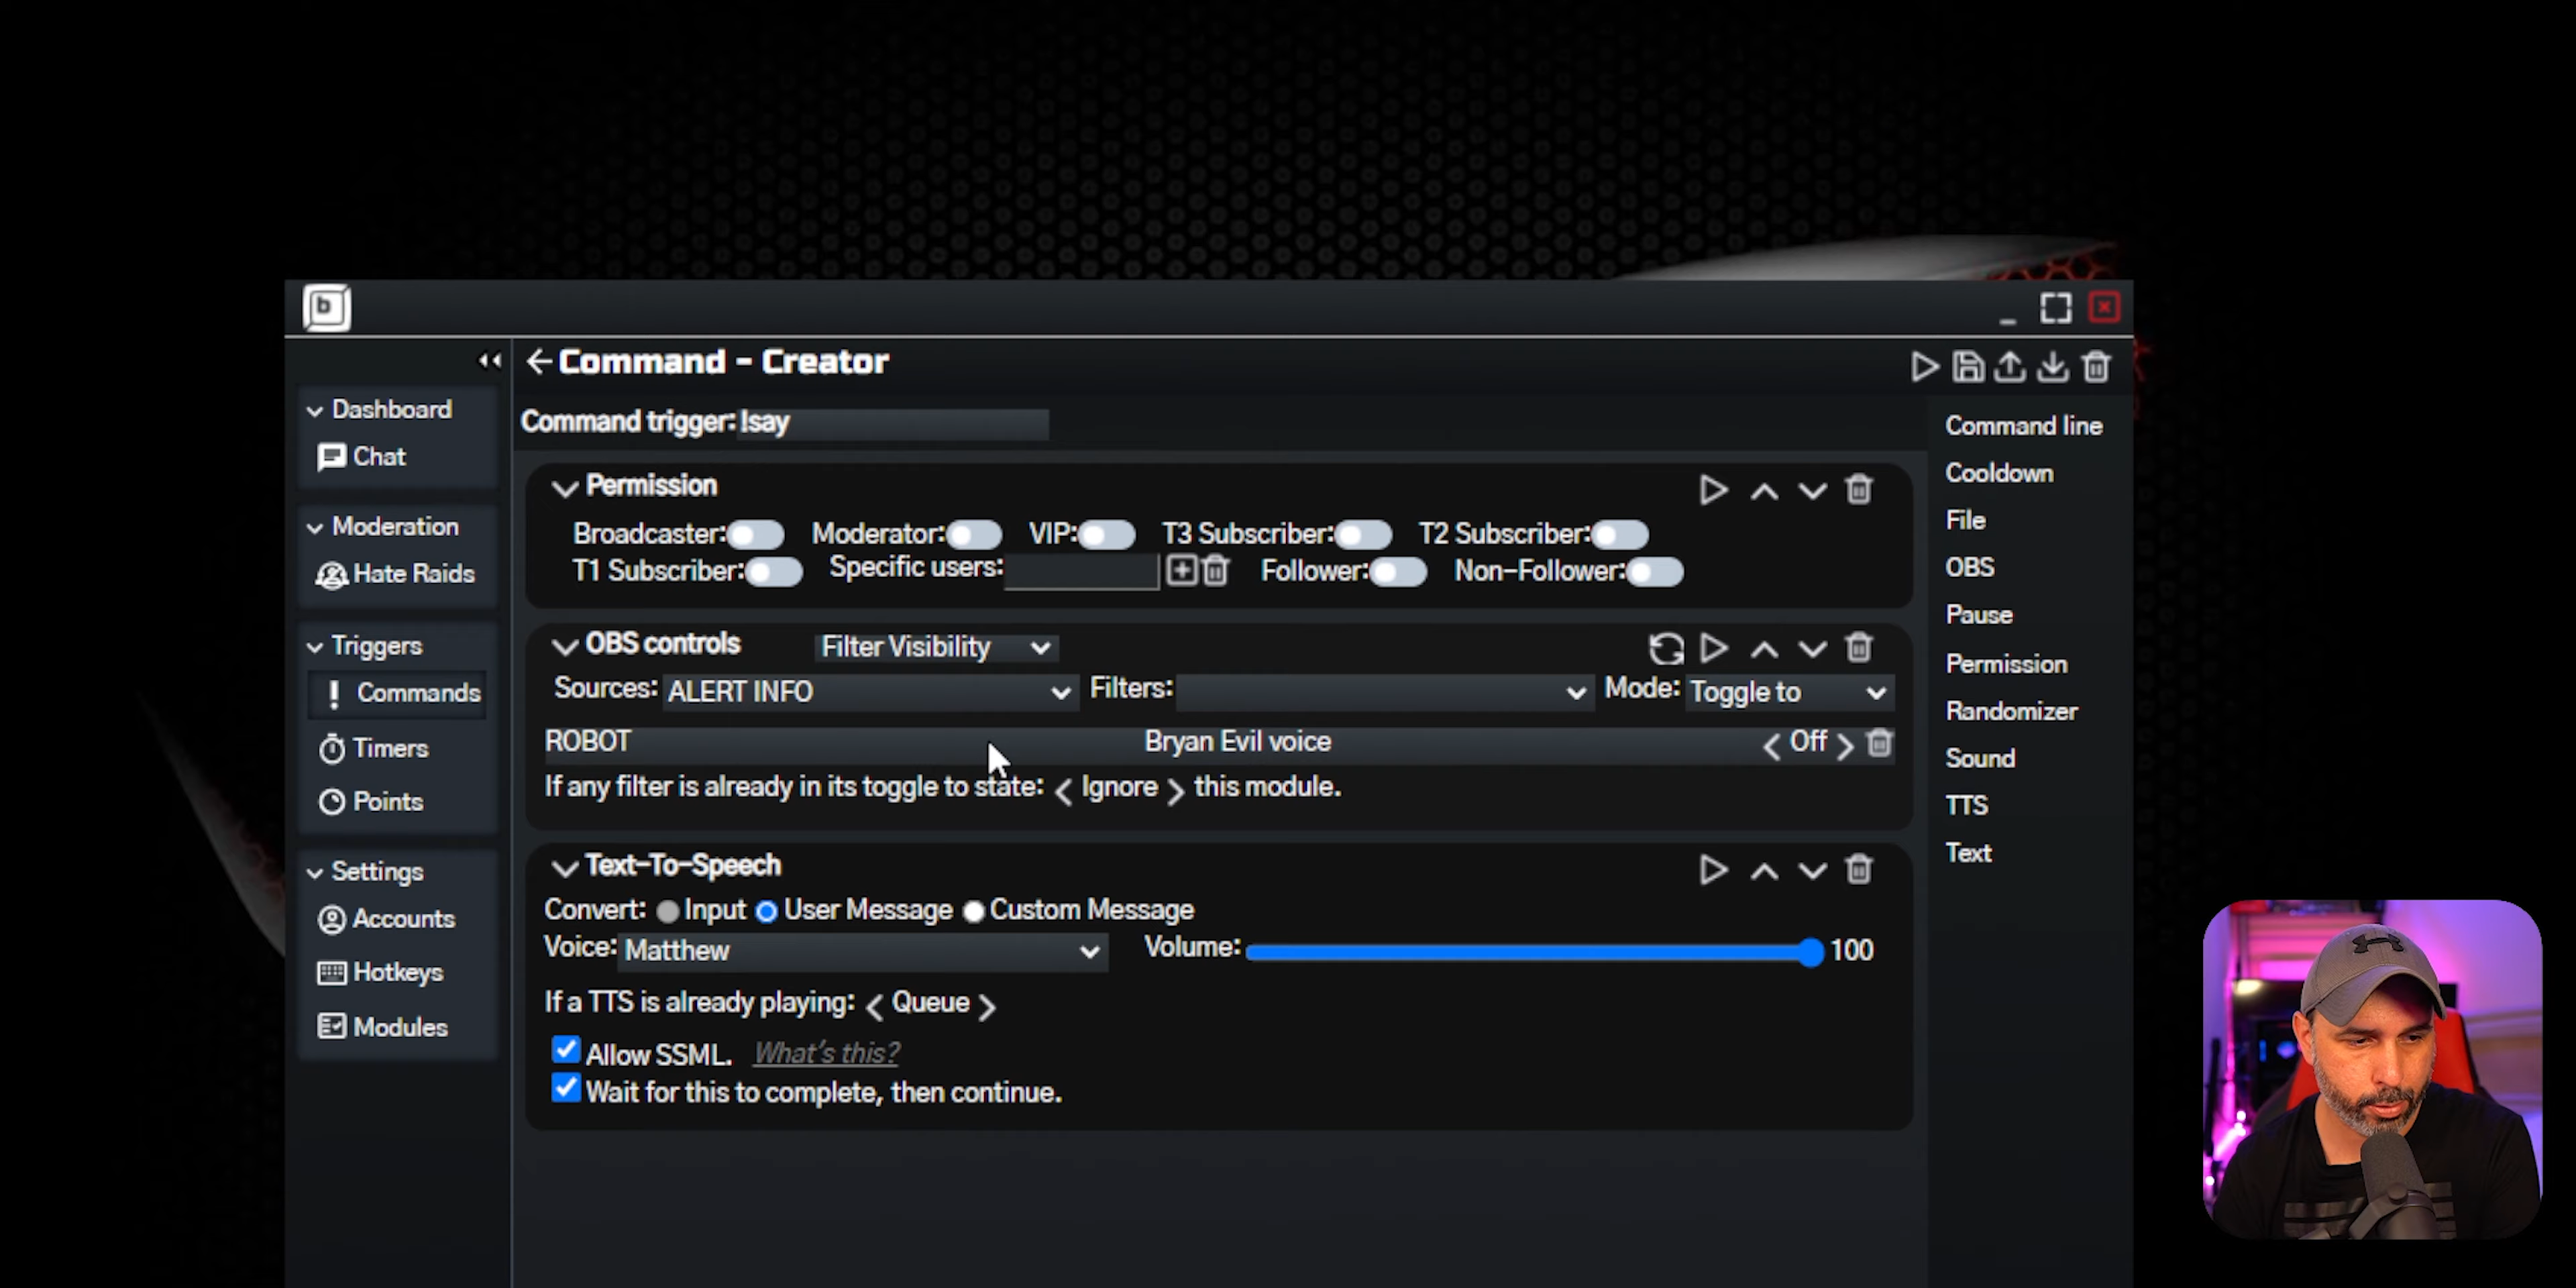 b
Command - Creator
Command trigger: !say
Dashboard
Chat
Moderation
Hate Raids
Triggers
Commands
Timers
Points
Settings
Accounts
Hotkeys
Modules
Permission
Broadcaster: Moderator: VIP: T3 Subscriber: T2 Subscriber:
T1 Subscriber: Specific users: Follower: Non-Follower:
OBS controls Filter Visibility
Sources: ALERT INFO Filters: Mode: Toggle to
ROBOT Bryan Evil voice < Off >
If any filter is already in its toggle to state: < Ignore > this module.
Text-To-Speech
Convert: Input User Message Custom Message
Voice: Matthew Volume: 100
If a TTS is already playing: < Queue >
Allow SSML. What's this?
Wait for this to complete, then continue.
Command line
Cooldown
File
OBS
Pause
Permission
Randomizer
Sound
TTS
Text